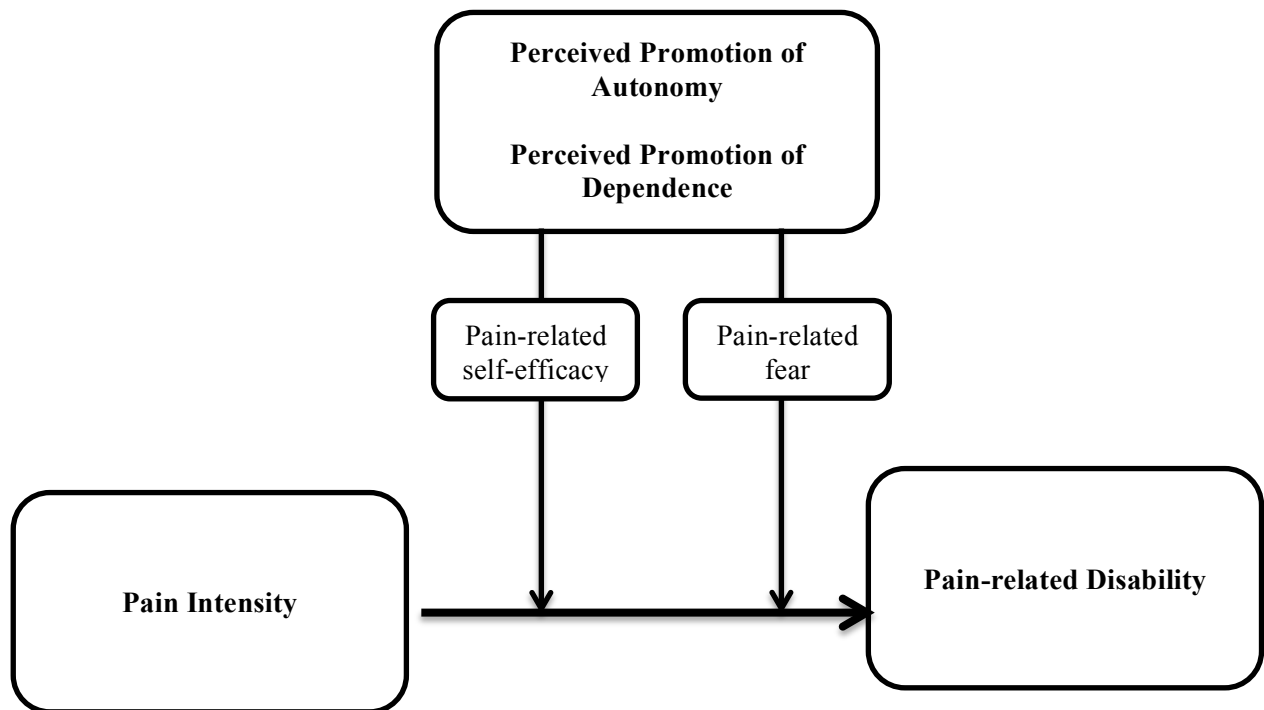 Perceived Promotion of
Autonomy
Perceived Promotion of
Dependence
Pain-related
self-efficacy
Pain-related
fear
Pain Intensity
Pain-related Disability